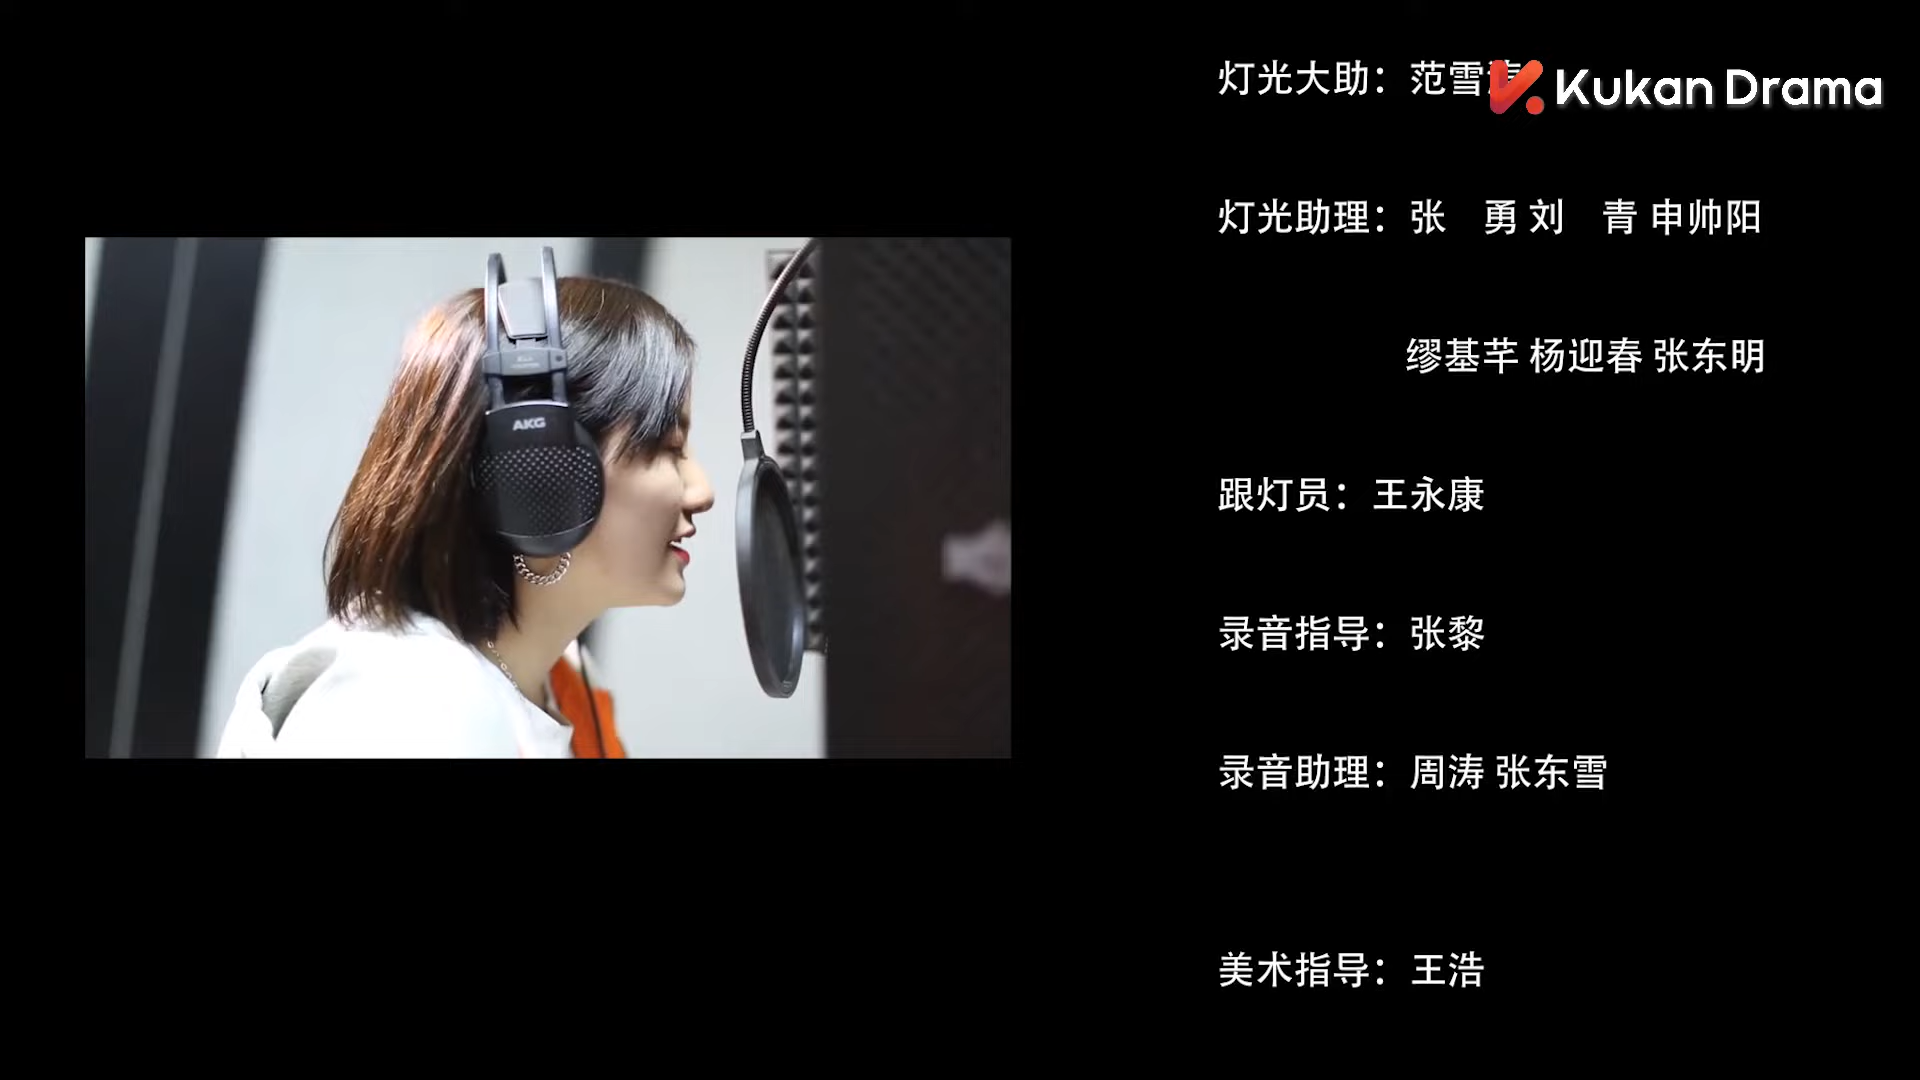 灯光大助：范雪
Kukan Drama
灯光助理：张　勇 刘　青 申帅阳
缪基芊 杨迎春 张东明
跟灯员：王永康
录音指导：张黎
录音助理：周涛 张东雪
美术指导：王浩
AKG